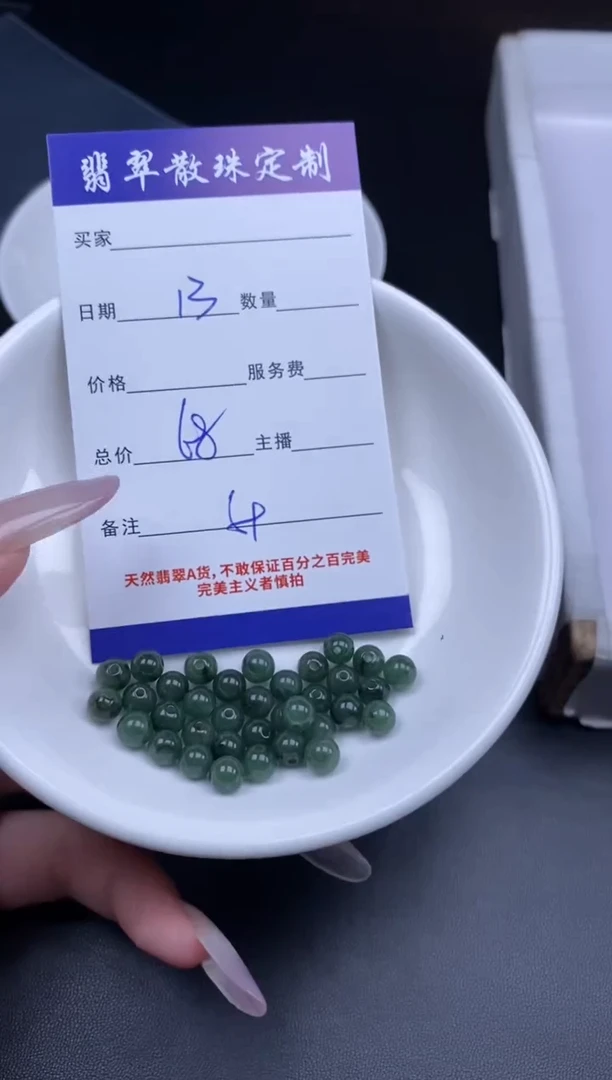 翡翠散珠定制
买家
日期 13 数量
价格 服务费
总价 68 主播
备注
天然翡翠A货,不敢保证百分之百完美
完美主义者慎拍